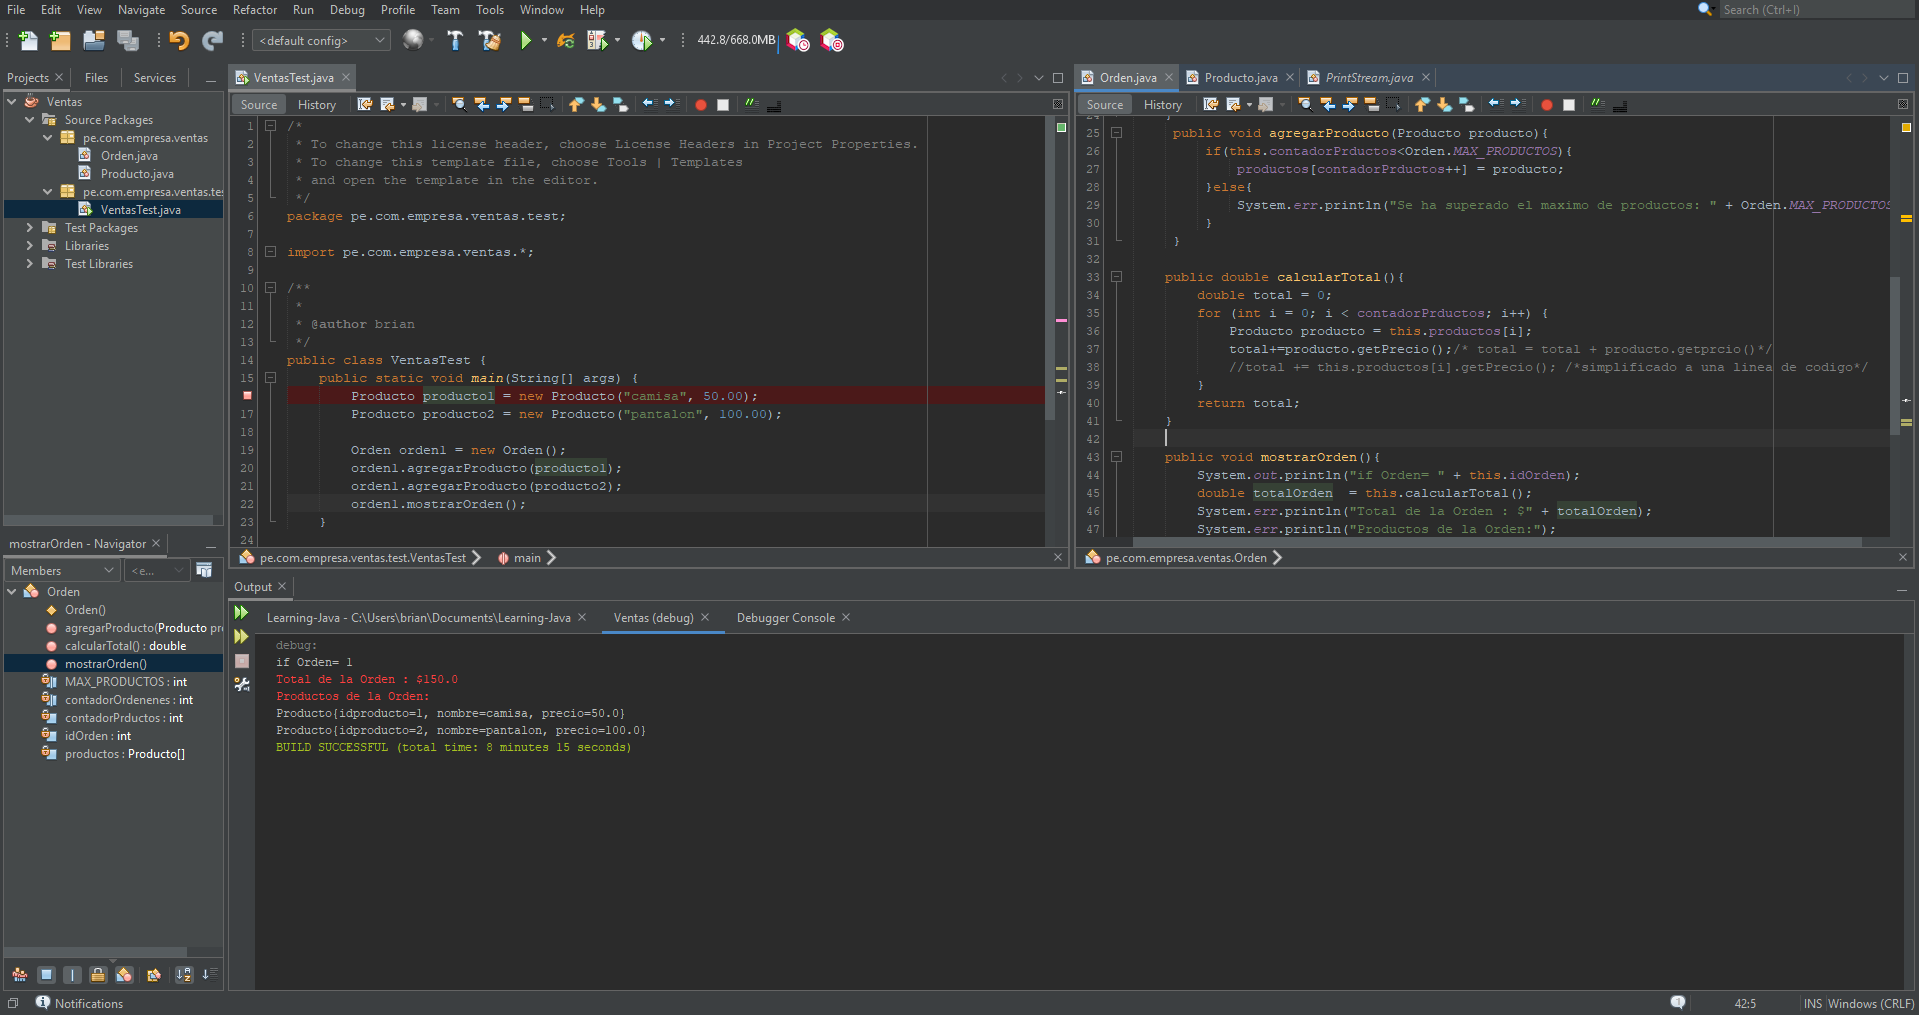 File Edit View Navigate Source Refactor Run Debug Profile Team Tools Window Help
Search (Ctrl+I)
<default config>
442.8/668.0MB
Projects Files Services
Ventas
Source Packages
pe.com.empresa.ventas
Orden.java
Producto.java
pe.com.empresa.ventas.tes
VentasTest.java
Test Packages
Libraries
Test Libraries
mostrarOrden - Navigator
Members <e...
Orden
Orden()
agregarProducto(Producto pr
calcularTotal() : double
mostrarOrden()
MAX_PRODUCTOS : int
contadorOrdenenes : int
contadorPrductos : int
idOrden : int
productos : Producto[]
VentasTest.java
Source History
1 /*
2 * To change this license header, choose License Headers in Project Properties.
3 * To change this template file, choose Tools | Templates
4 * and open the template in the editor.
5 */
6 package pe.com.empresa.ventas.test;
7
8 import pe.com.empresa.ventas.*;
9
10 /**
11 *
12 * @author brian
13 */
14 public class VentasTest {
15 public static void main(String[] args) {
Producto producto1 = new Producto("camisa", 50.00);
17 Producto producto2 = new Producto("pantalon", 100.00);
18
19 Orden orden1 = new Orden();
20 orden1.agregarProducto(producto1);
21 orden1.agregarProducto(producto2);
22 orden1.mostrarOrden();
23 }
24
pe.com.empresa.ventas.test.VentasTest main
Orden.java Producto.java PrintStream.java
Source History
24 }
25 public void agregarProducto(Producto producto){
26 if(this.contadorPrductos<Orden.MAX_PRODUCTOS){
27 productos[contadorPrductos++] = producto;
28 }else{
29 System.err.println("Se ha superado el maximo de productos: " + Orden.MAX_PRODUCTOS
30 }
31 }
32
33 public double calcularTotal(){
34 double total = 0;
35 for (int i = 0; i < contadorPrductos; i++) {
36 Producto producto = this.productos[i];
37 total+=producto.getPrecio();/* total = total + producto.getprcio()*/
38 //total += this.productos[i].getPrecio(); /*simplificado a una linea de codigo*/
39 }
40 return total;
41 }
42
43 public void mostrarOrden(){
44 System.out.println("if Orden= " + this.idOrden);
45 double totalOrden = this.calcularTotal();
46 System.err.println("Total de la Orden : $" + totalOrden);
47 System.err.println("Productos de la Orden:");
pe.com.empresa.ventas.Orden
Output
Learning-Java - C:\Users\brian\Documents\Learning-Java Ventas (debug) Debugger Console
debug:
if Orden= 1
Total de la Orden : $150.0
Productos de la Orden:
Producto{idproducto=1, nombre=camisa, precio=50.0}
Producto{idproducto=2, nombre=pantalon, precio=100.0}
BUILD SUCCESSFUL (total time: 8 minutes 15 seconds)
Notifications
42:5 INS Windows (CRLF)